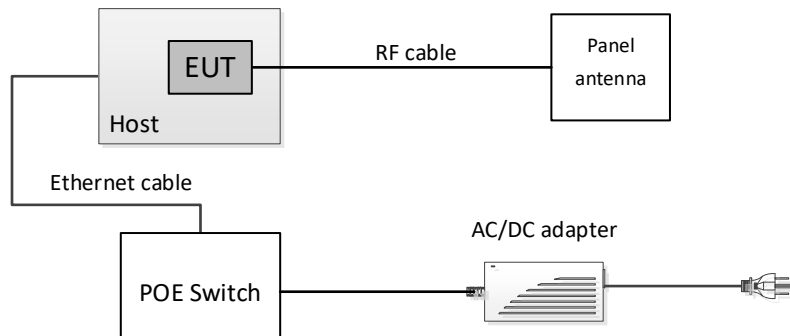 EUT
RF cable
Panel
antenna
Host
Ethernet cable
AC/DC adapter
POE Switch